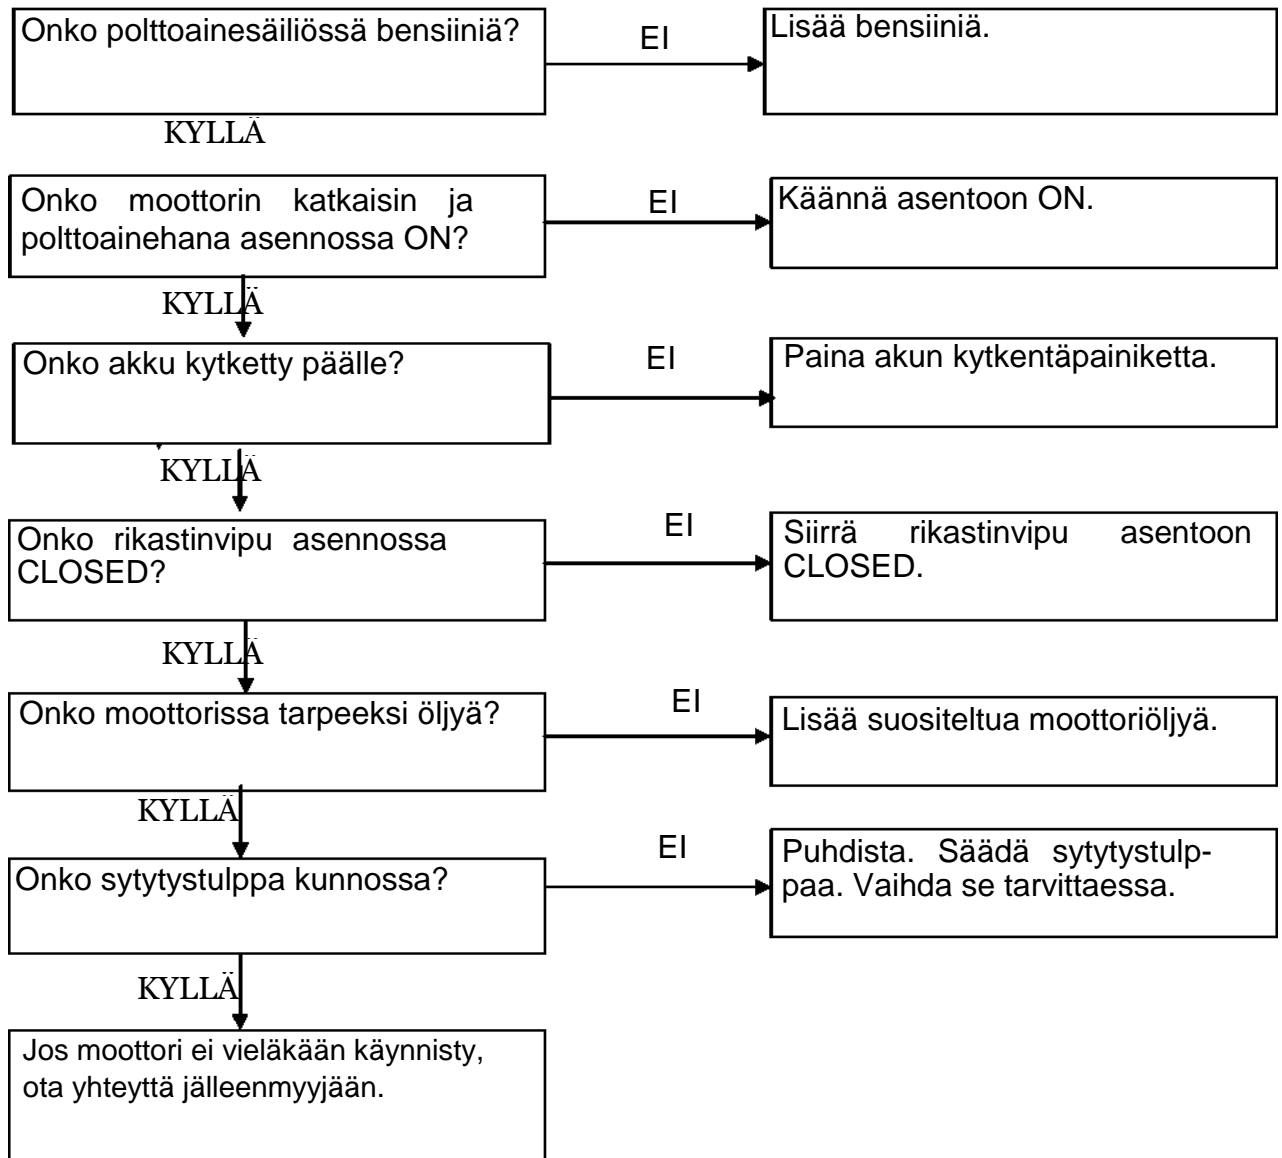 Onko polttoainesäiliössä bensiiniä?
EI
Lisää bensiiniä.
KYLLÄ
Onko moottorin katkaisin ja
polttoainehana asennossa ON?
EI
Käännä asentoon ON.
KYLLÄ
Onko akku kytketty päälle?
EI
Paina akun kytkentäpainiketta.
KYLLÄ
Onko rikastinvipu asennossa
CLOSED?
EI
Siirrä rikastinvipu asentoon
CLOSED.
KYLLÄ
Onko moottorissa tarpeeksi öljyä?
EI
Lisää suositeltua moottoriöljyä.
KYLLÄ
Onko sytytystulppa kunnossa?
EI
Puhdista. Säädä sytytystulp-
paa. Vaihda se tarvittaessa.
KYLLÄ
Jos moottori ei vieläkään käynnisty,
ota yhteyttä jälleenmyyjään.